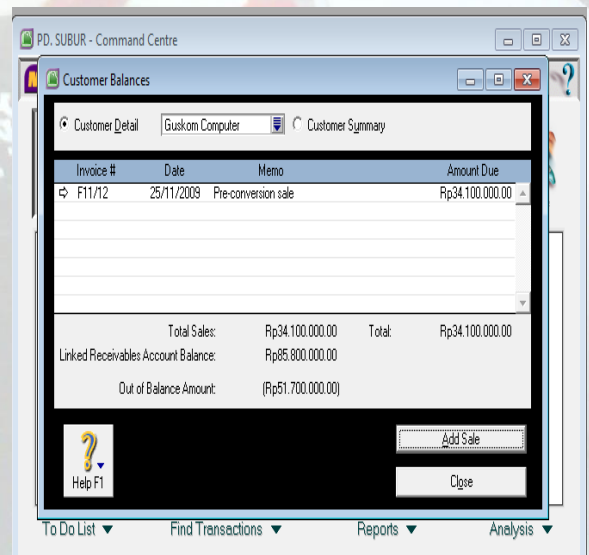 PD. SUBUR - Command Centre
Customer Balances
Customer Detail Guskom Computer Customer Summary
Invoice # Date Memo Amount Due
F11/12 25/11/2009 Pre-conversion sale Rp34.100.000.00
Total Sales: Rp34.100.000.00 Total: Rp34.100.000.00
Linked Receivables Account Balance: Rp85.800.000.00
Out of Balance Amount: (Rp51.700.000.00)
Add Sale
Help F1 Close
To Do List Find Transactions Reports Analysis